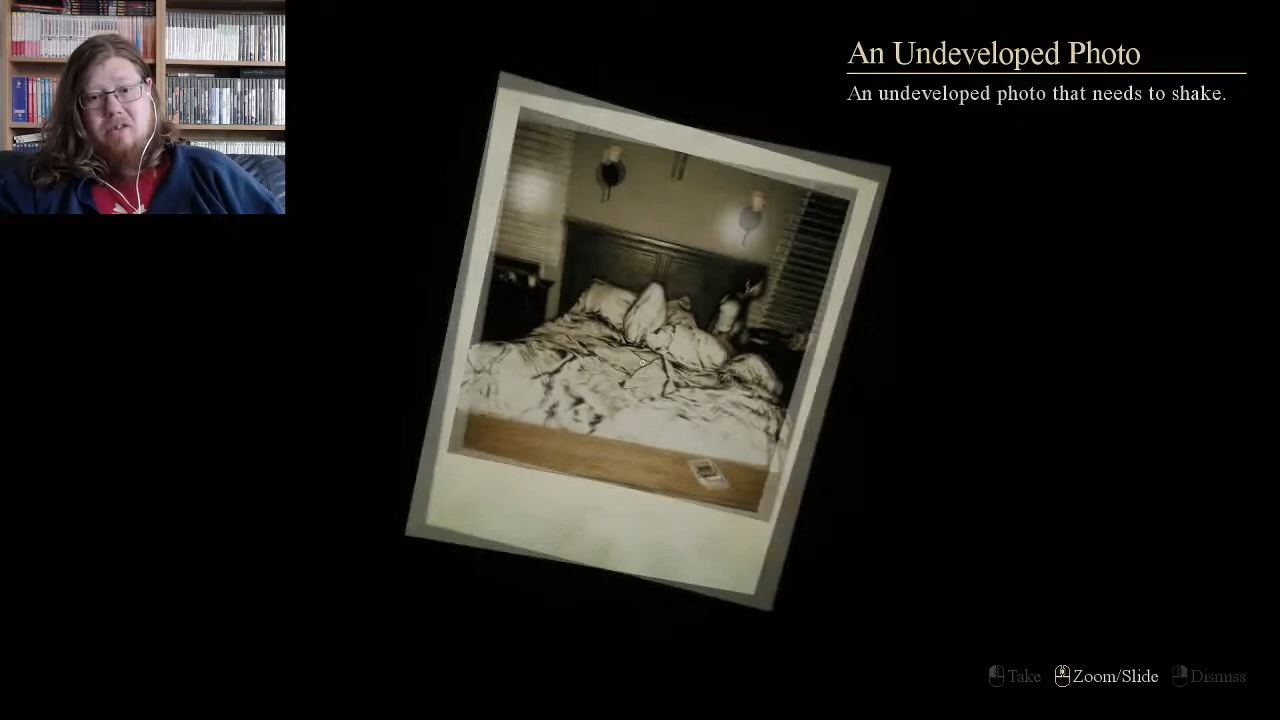 An Undeveloped Photo
An undeveloped photo that needs to shake.
Take Zoom/Slide Dismiss